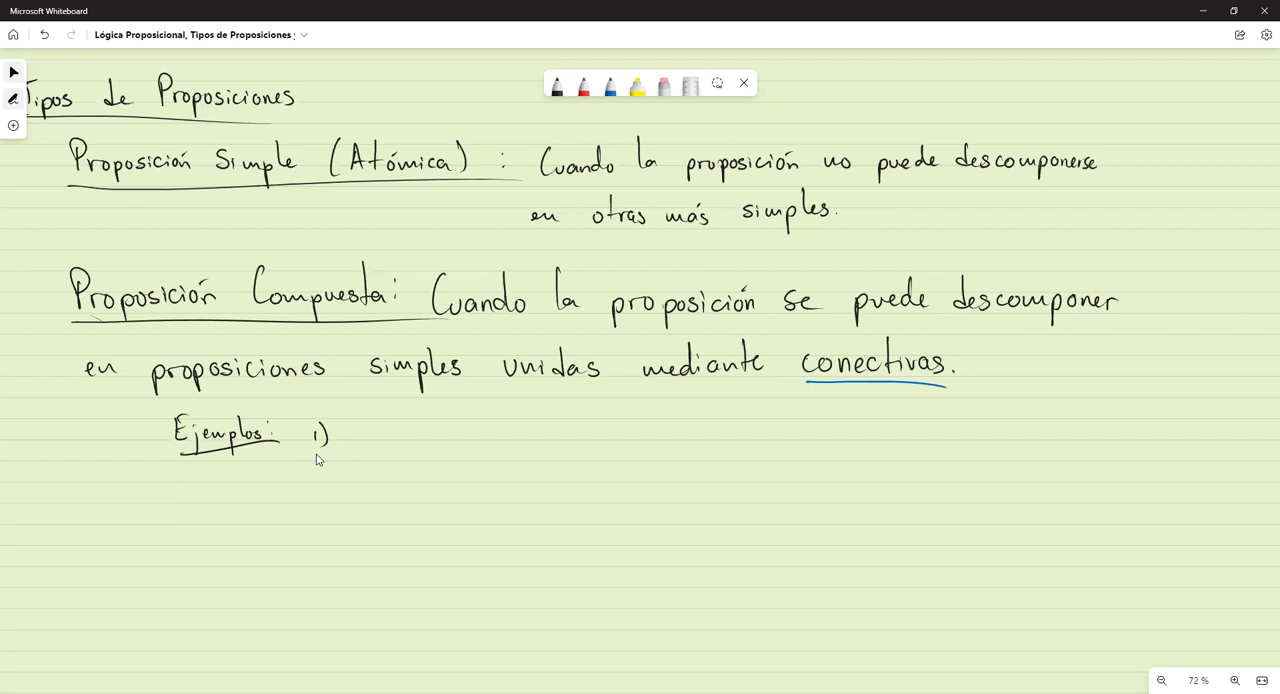 Microsoft Whiteboard
Lógica Proposicional, Tipos de Proposiciones
Tipos de Proposiciones
Proposición Simple (Atómica) : Cuando la proposición no puede descomponerse
en otras más simples.
Proposición Compuesta: Cuando la proposición se puede descomponer
en proposiciones simples unidas mediante conectivas.
Ejemplos: 1)
72 %